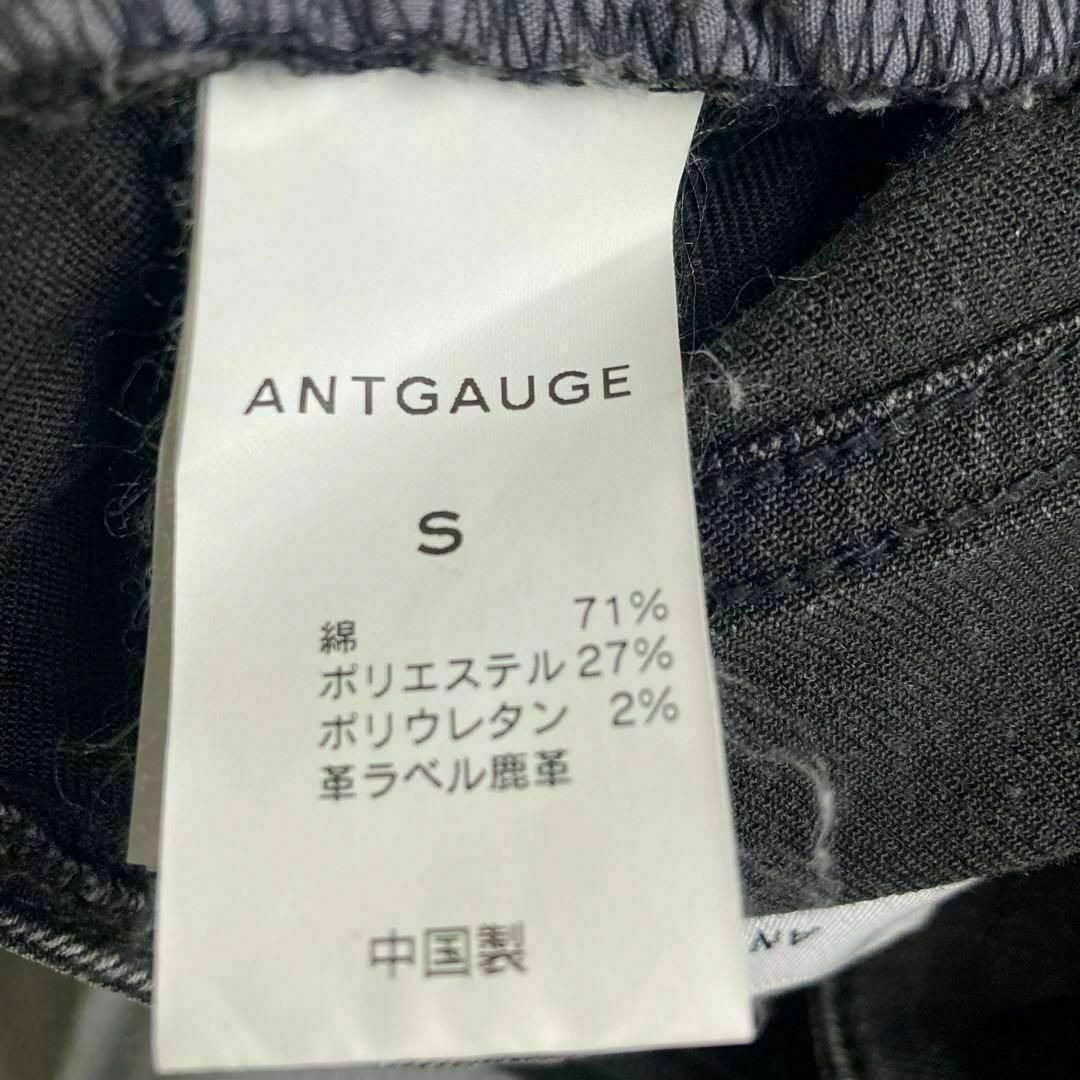 ANTGAUGE
S
綿 71%
ポリエステル 27%
ポリウレタン 2%
革ラベル鹿革
中国製